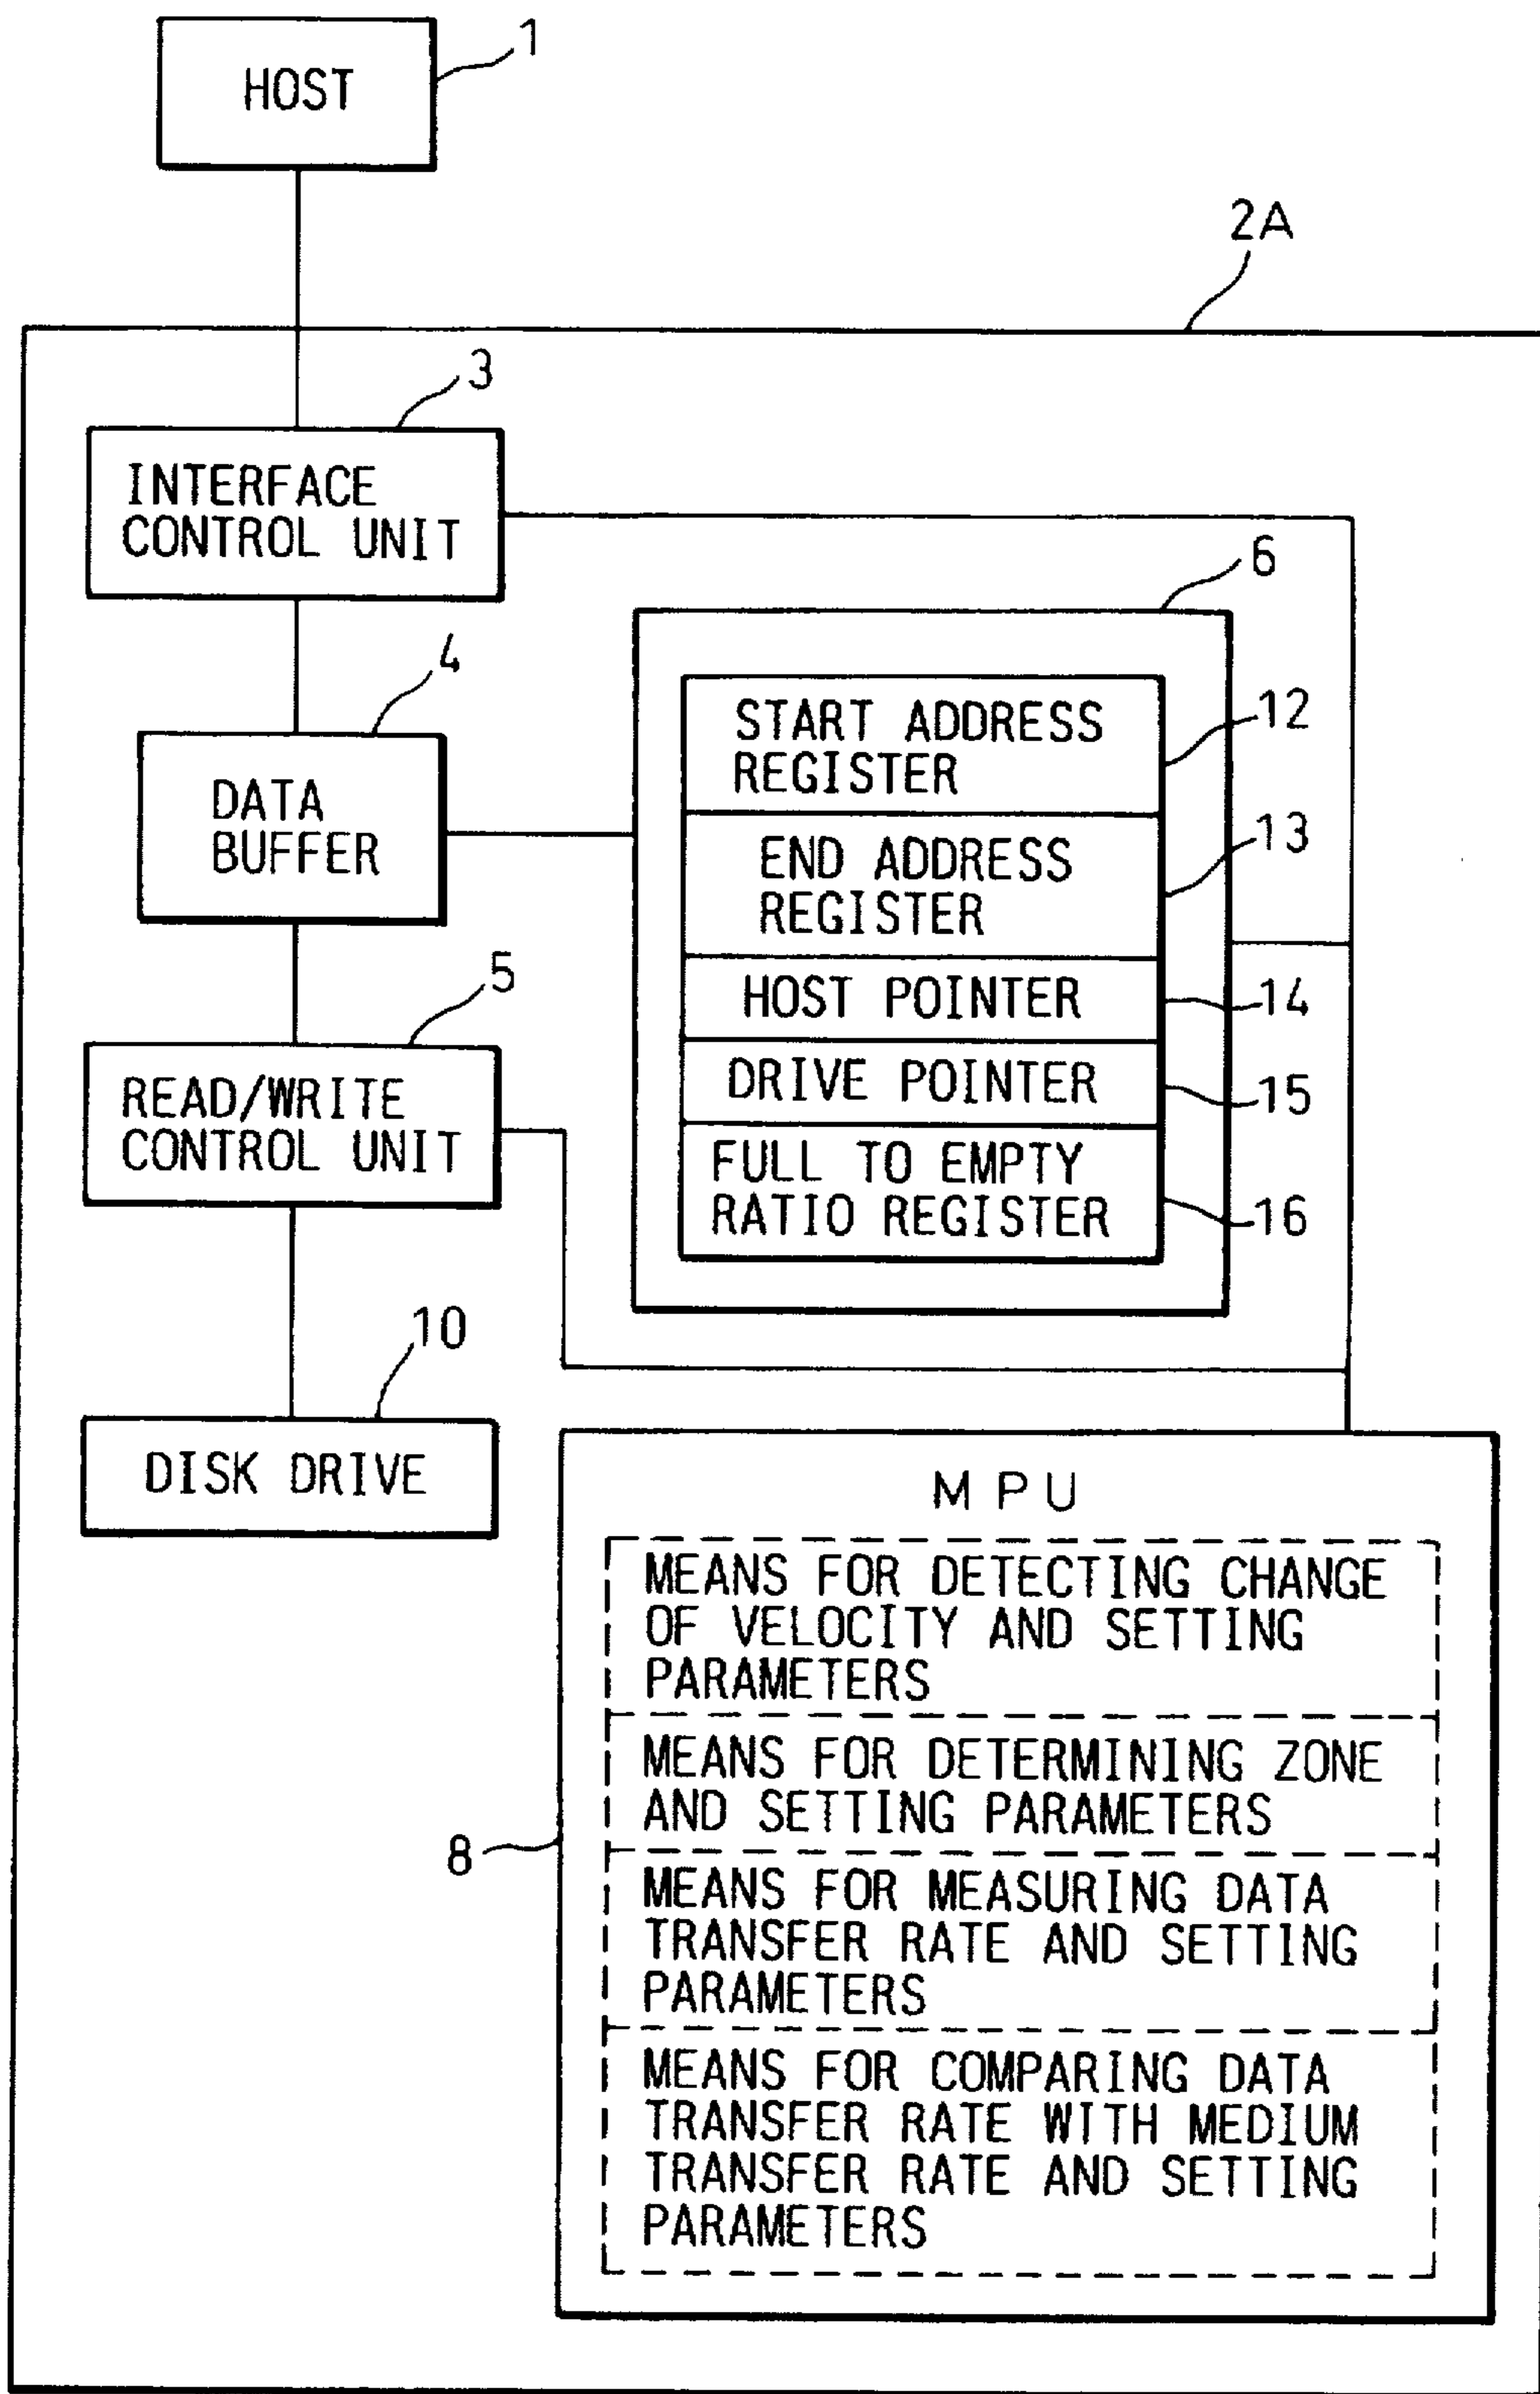 1
HOST
2A
3
INTERFACE
CONTROL UNIT
6
4
START ADDRESS
REGISTER
12
DATA
BUFFER
END ADDRESS
REGISTER
13
5
HOST POINTER
14
READ/WRITE
CONTROL UNIT
DRIVE POINTER
15
FULL TO EMPTY
RATIO REGISTER
16
10
DISK DRIVE
MPU
MEANS FOR DETECTING CHANGE
OF VELOCITY AND SETTING
PARAMETERS
MEANS FOR DETERMINING ZONE
AND SETTING PARAMETERS
8
MEANS FOR MEASURING DATA
TRANSFER RATE AND SETTING
PARAMETERS
MEANS FOR COMPARING DATA
TRANSFER RATE WITH MEDIUM
TRANSFER RATE AND SETTING
PARAMETERS